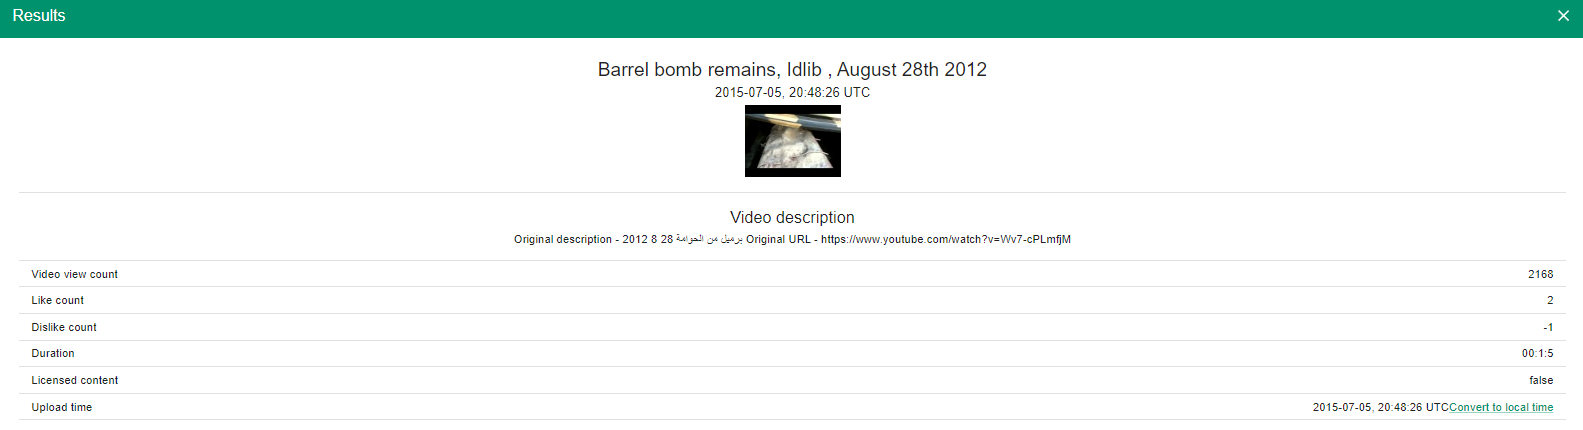 Results
Barrel bomb remains, Idlib , August 28th 2012
2015-07-05, 20:48:26 UTC
Video description
Original description - برميل من الحوامة 28 8 2012 Original URL - https://www.youtube.com/watch?v=Wv7-cPLmfjM
Video view count 2168
Like count 2
Dislike count -1
Duration 00:1:5
Licensed content false
Upload time 2015-07-05, 20:48:26 UTCConvert to local time